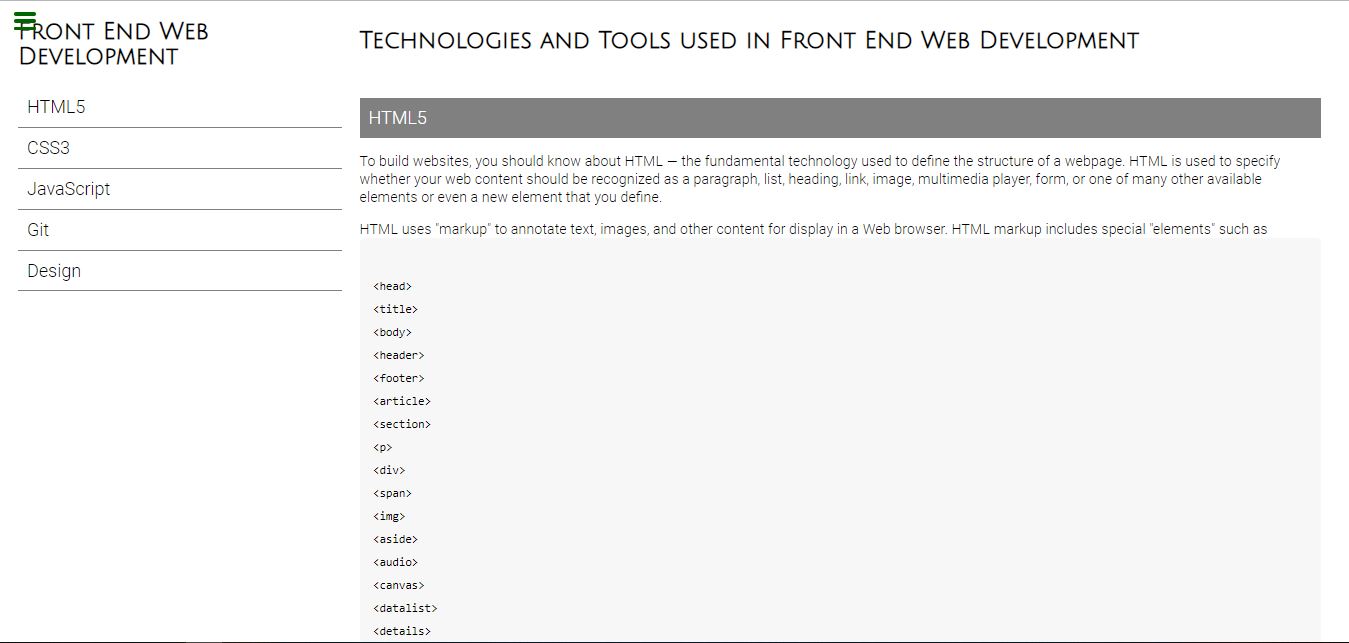 Front End Web
Development
HTML5
CSS3
JavaScript
Git
Design
Technologies and Tools used in Front End Web Development
HTML5
To build websites, you should know about HTML — the fundamental technology used to define the structure of a webpage. HTML is used to specify
whether your web content should be recognized as a paragraph, list, heading, link, image, multimedia player, form, or one of many other available
elements or even a new element that you define.
HTML uses "markup" to annotate text, images, and other content for display in a Web browser. HTML markup includes special "elements" such as
<head>
<title>
<body>
<header>
<footer>
<article>
<section>
<p>
<div>
<span>
<img>
<aside>
<audio>
<canvas>
<datalist>
<details>